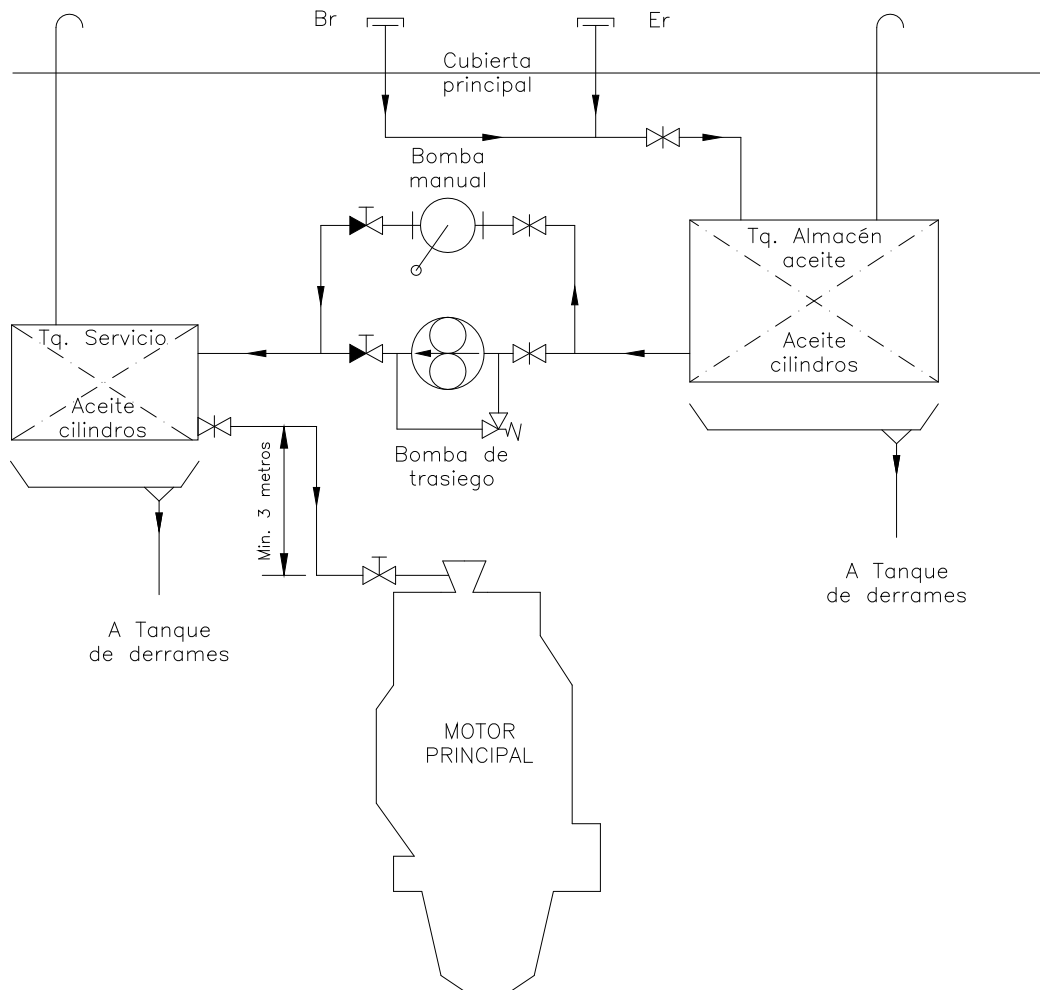 Br
Er
Cubierta
principal
Bomba
manual
Tq. Almacén
aceite
Aceite
cilindros
Tq. Servicio
Aceite
cilindros
Bomba de
trasiego
Min. 3 metros
A Tanque
de derrames
A Tanque
de derrames
MOTOR
PRINCIPAL